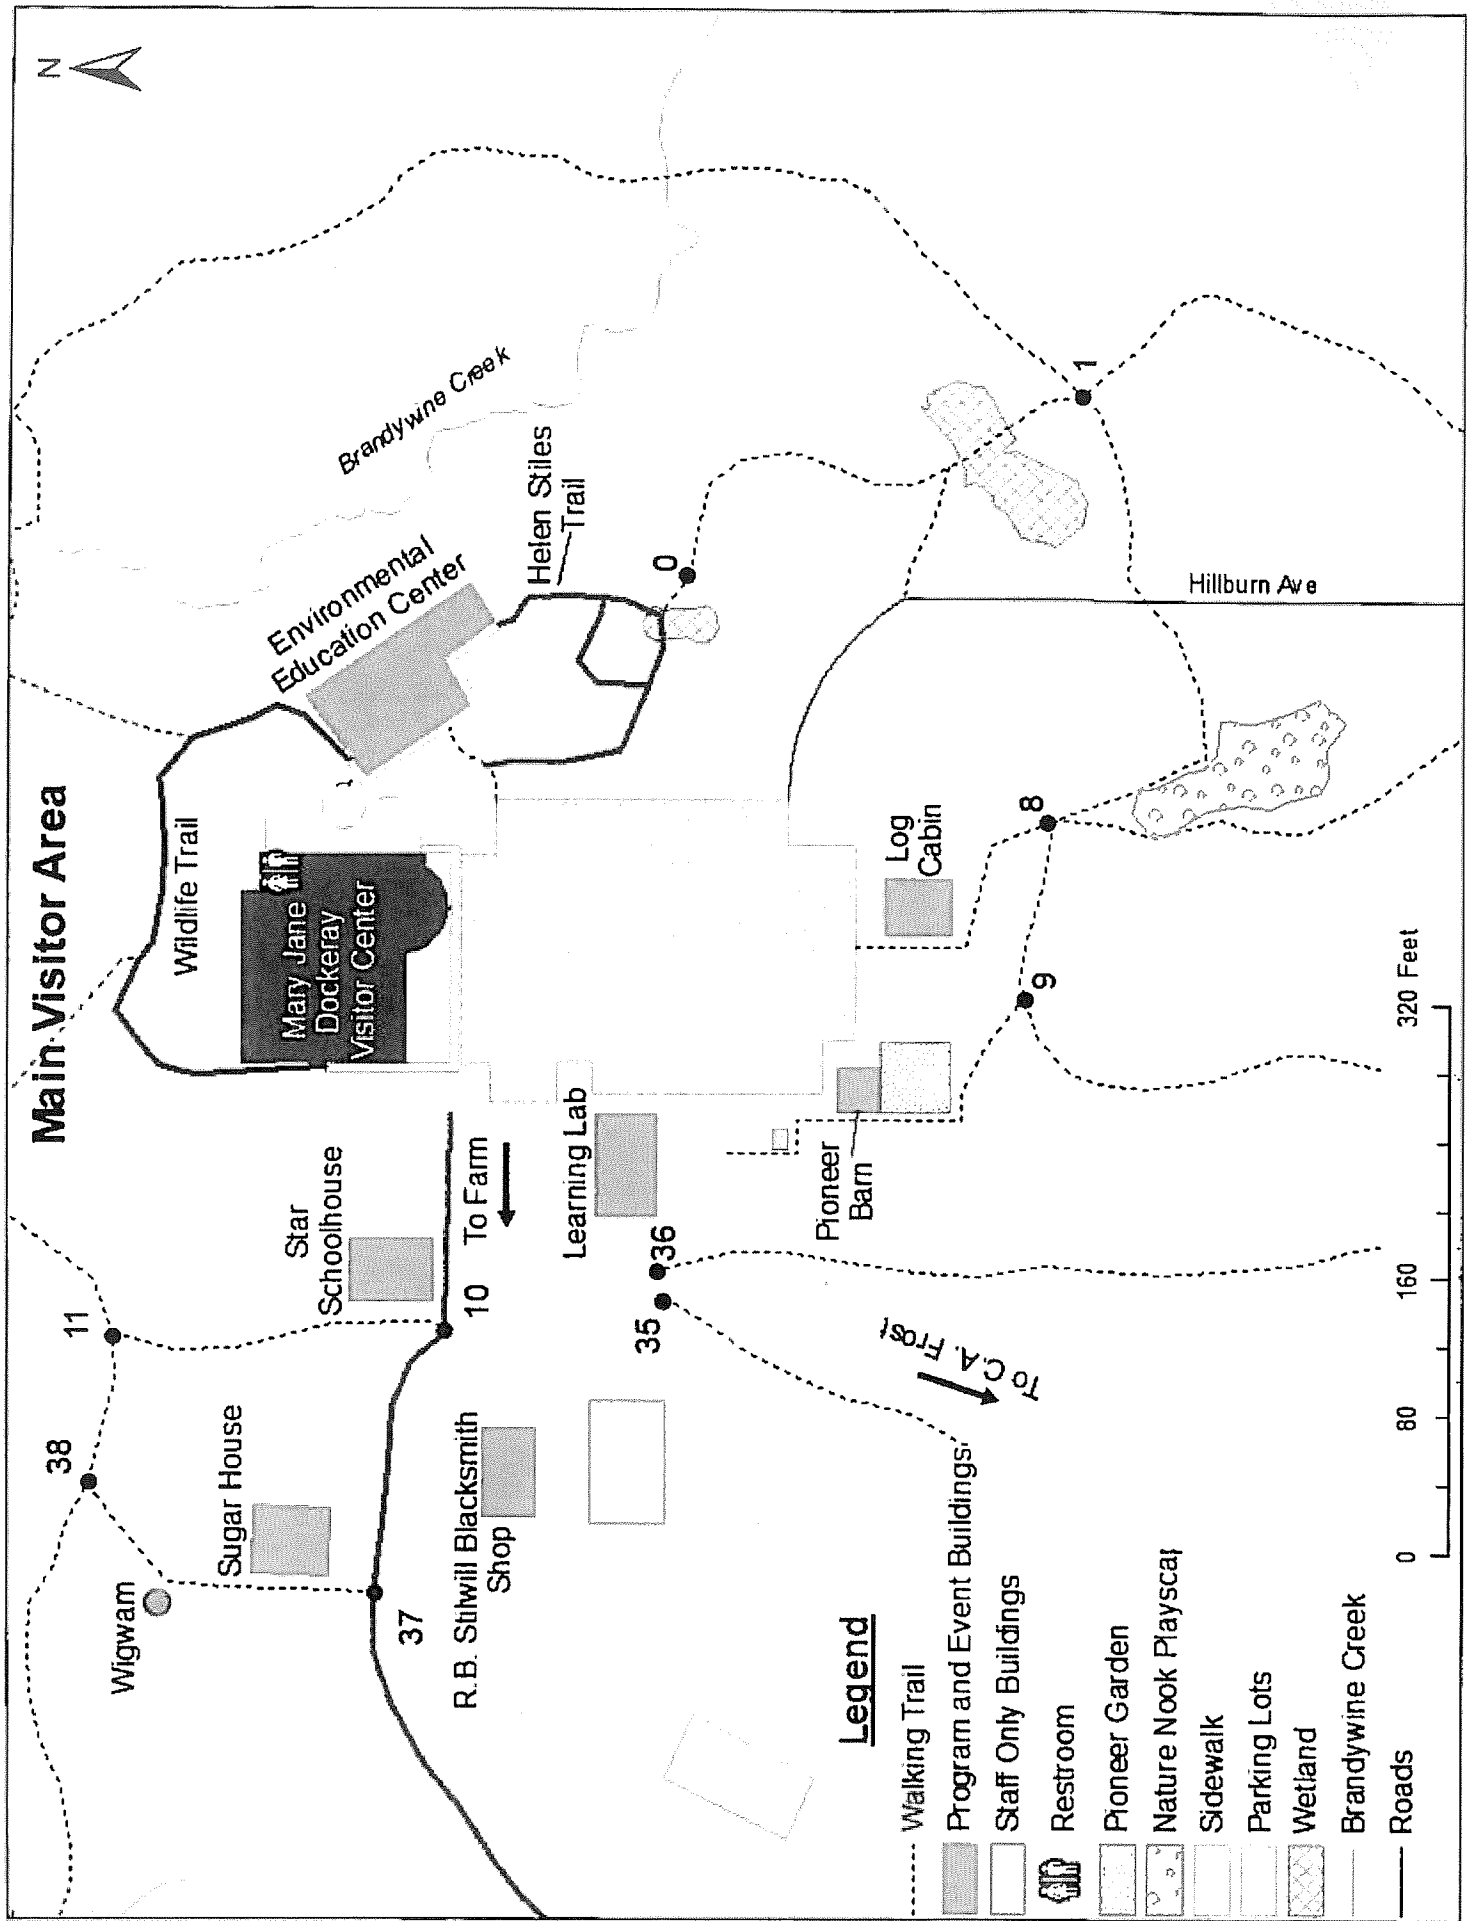 Main Visitor Area
N
Wildlife Trail
Mary Jane
Dockeray
Visitor Center
Environmental
Education Center
Brandywine Creek
Helen Stiles
Trail
0
1
Hillburn Ave
Log
Cabin
8
9
Pioneer
Barn
Learning Lab
To Farm
Star
Schoolhouse
10
11
38
Sugar House
Wigwam
37
R.B. Stilwill Blacksmith
Shop
36
35
To C.A. Frost
Legend
Walking Trail
Program and Event Buildings
Staff Only Buildings
Restroom
Pioneer Garden
Nature Nook Playscap
Sidewalk
Parking Lots
Wetland
Brandywine Creek
Roads
0 80 160 320 Feet